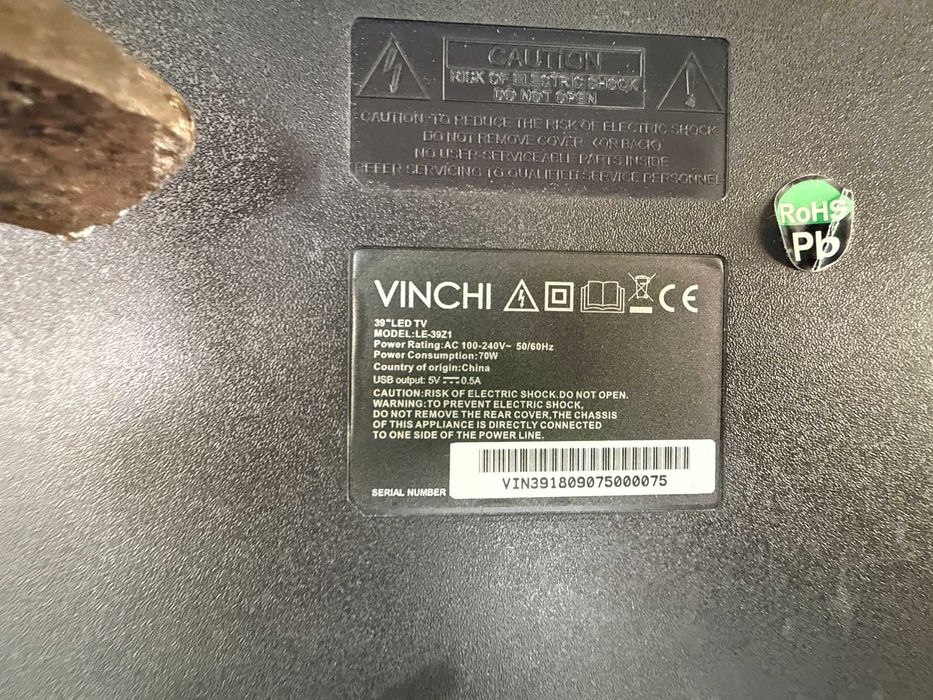 CAUTION
RISK OF ELECTRIC SHOCK
DO NOT OPEN
CAUTION: TO REDUCE THE RISK OF ELECTRIC SHOCK
DO NOT REMOVE COVER (OR BACK)
NO USER-SERVICEABLE PARTS INSIDE
REFER SERVICING TO QUALIFIED SERVICE PERSONNEL
RoHS
Pb
VINCHI CE
39"LED TV
MODEL:LE-39Z1
Power Rating:AC 100-240V~ 50/60Hz
Power Consumption:70W
Country of origin:China
USB output: 5V⎓0.5A
CAUTION:RISK OF ELECTRIC SHOCK.DO NOT OPEN.
WARNING:TO PREVENT ELECTRIC SHOCK,
DO NOT REMOVE THE REAR COVER,THE CHASSIS
OF THIS APPLIANCE IS DIRECTLY CONNECTED
TO ONE SIDE OF THE POWER LINE.
VIN391809075000075
SERIAL NUMBER